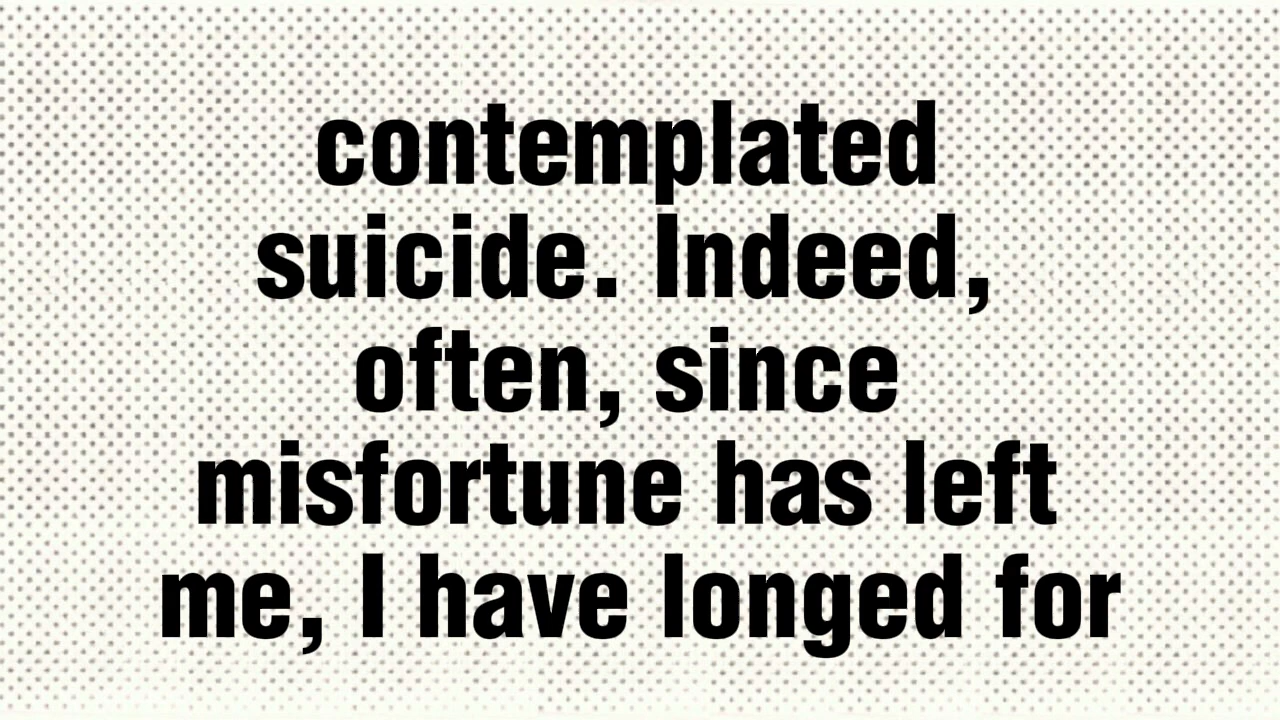 contemplated
suicide. Indeed,
often, since
misfortune has left
me, I have longed for